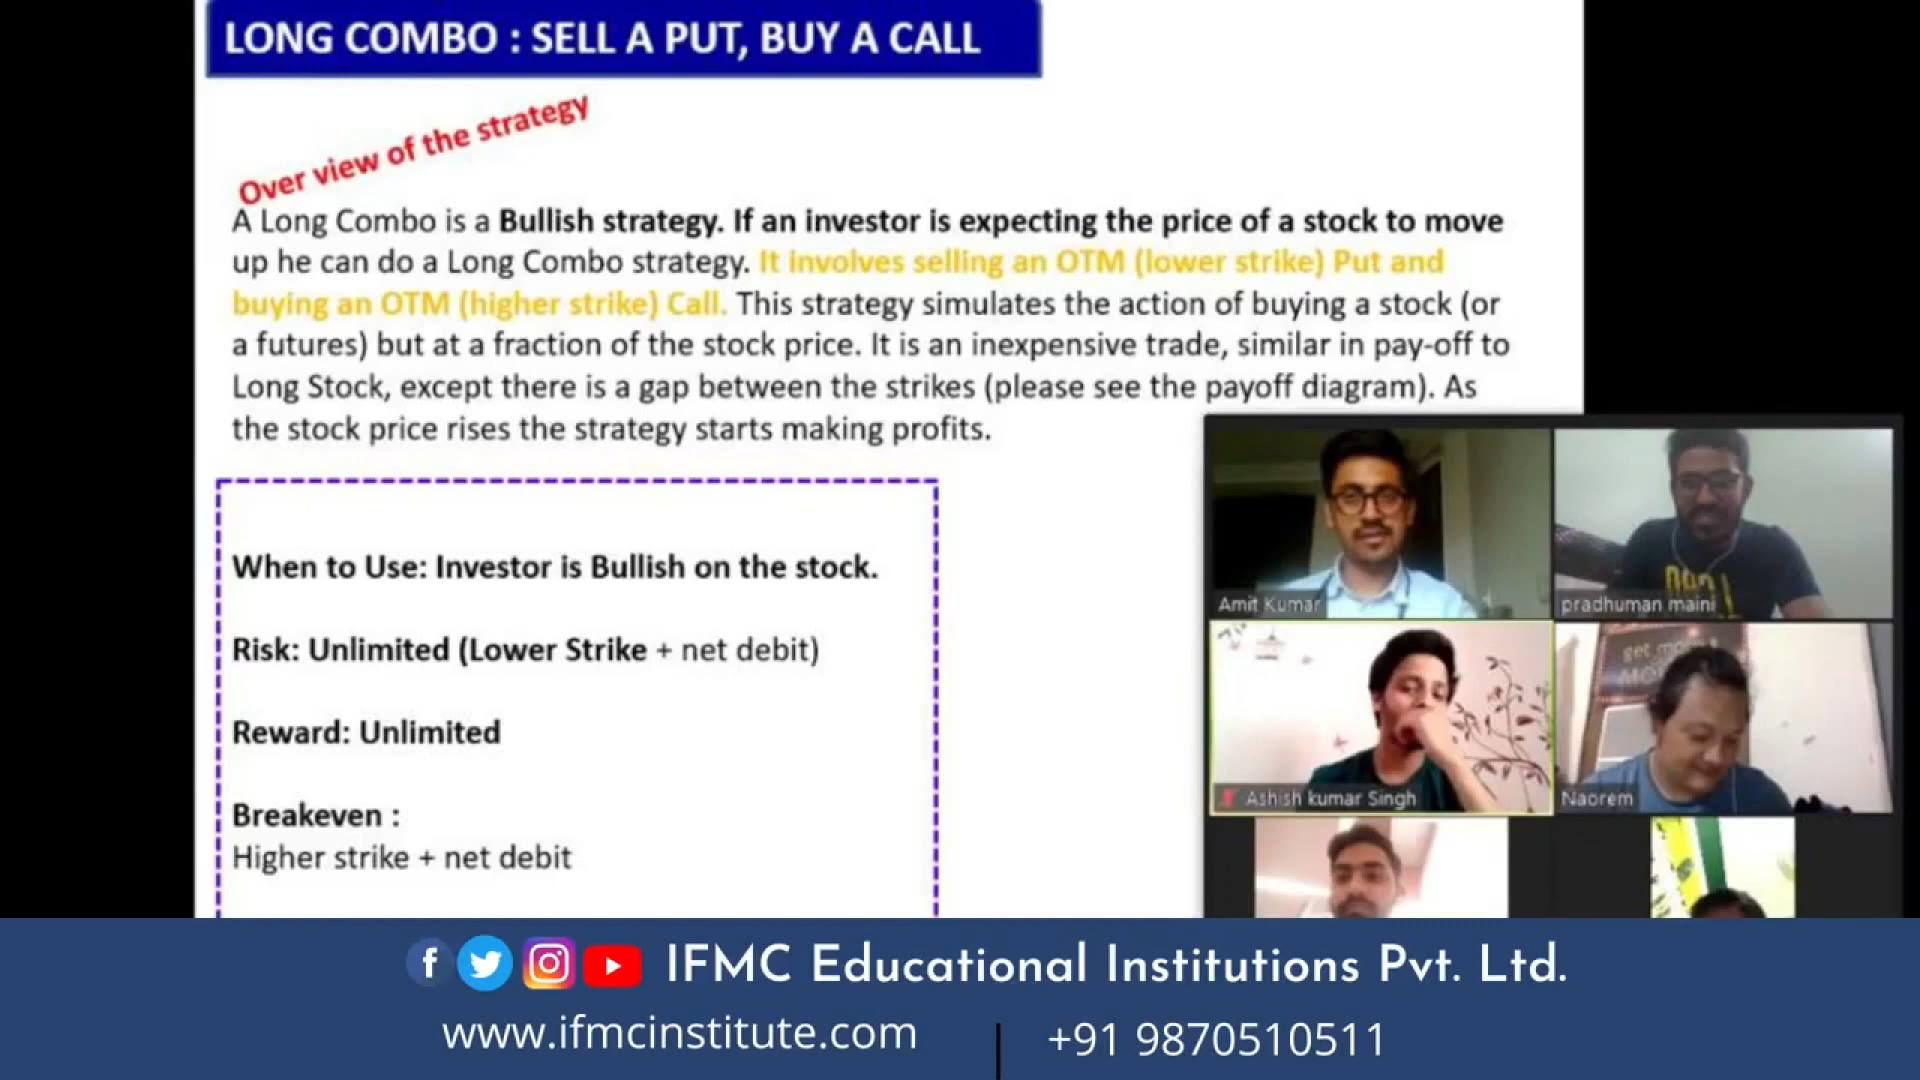 LONG COMBO : SELL A PUT, BUY A CALL
Over view of the strategy
A Long Combo is a Bullish strategy. If an investor is expecting the price of a stock to move
up he can do a Long Combo strategy. It involves selling an OTM (lower strike) Put and
buying an OTM (higher strike) Call. This strategy simulates the action of buying a stock (or
a futures) but at a fraction of the stock price. It is an inexpensive trade, similar in pay-off to
Long Stock, except there is a gap between the strikes (please see the payoff diagram). As
the stock price rises the strategy starts making profits.
When to Use: Investor is Bullish on the stock.
Risk: Unlimited (Lower Strike + net debit)
Reward: Unlimited
Breakeven :
Higher strike + net debit
Amit Kumar
pradhuman maini
get
Ashish kumar Singh
Naorem
IFMC Educational Institutions Pvt. Ltd.
www.ifmcinstitute.com
+91 9870510511